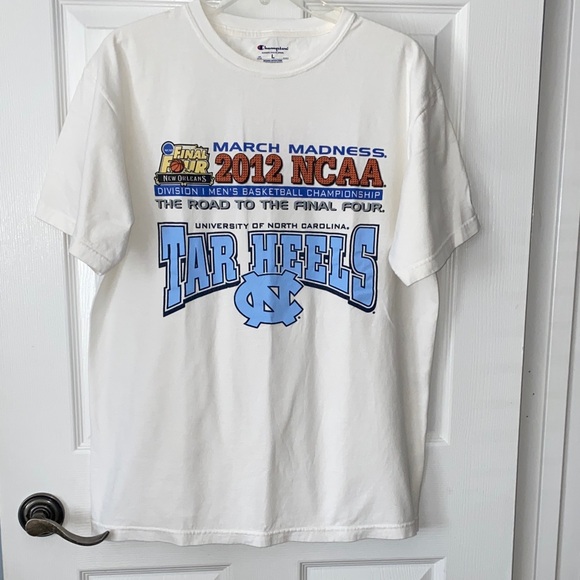 Champion
L
MARCH MADNESS.
FINAL FOUR
NEW ORLEANS
2012 NCAA
DIVISION I MEN'S BASKETBALL CHAMPIONSHIP
THE ROAD TO THE FINAL FOUR.
UNIVERSITY OF NORTH CAROLINA®
TAR HEELS
NC